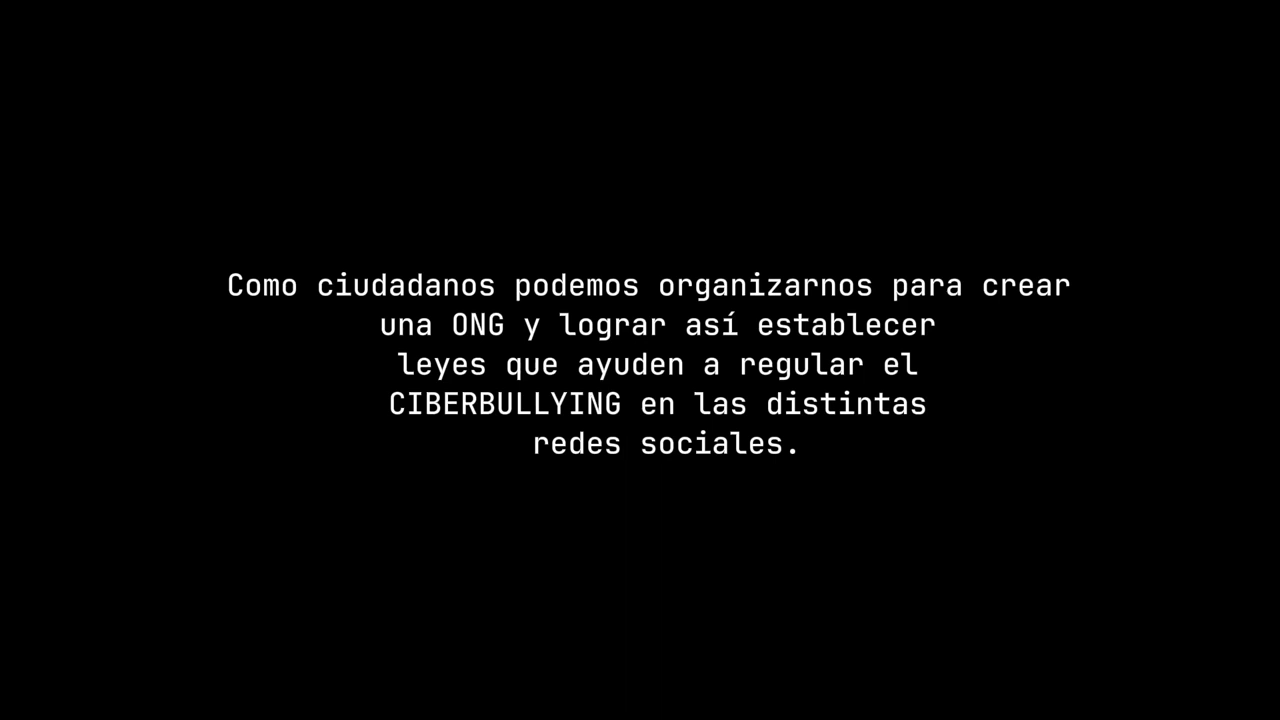 Como ciudadanos podemos organizarnos para crear
una ONG y lograr así establecer
leyes que ayuden a regular el
CIBERBULLYING en las distintas
redes sociales.